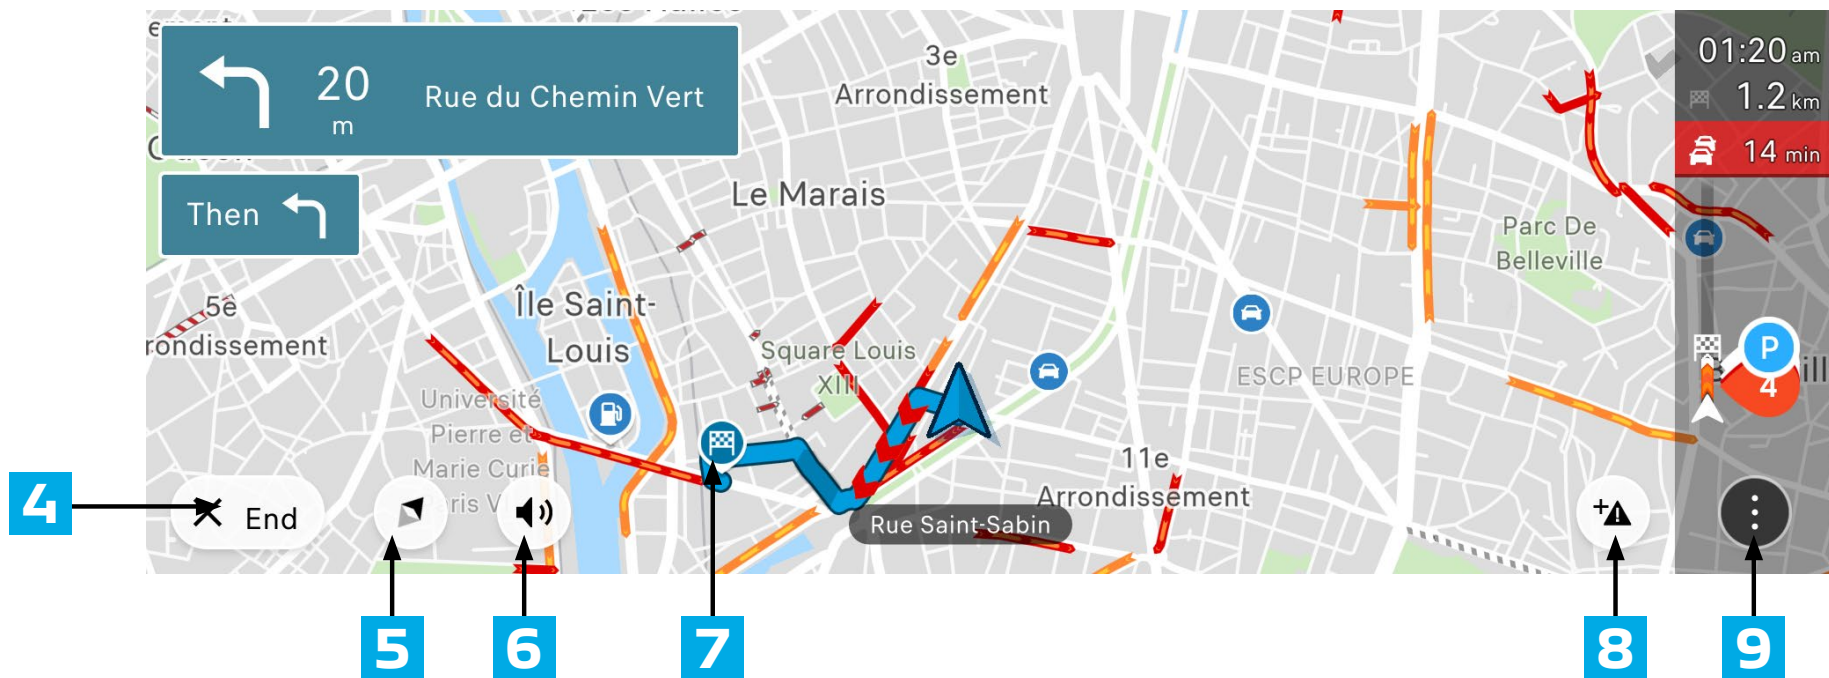 20
m
Rue du Chemin Vert
Then
3e
Arrondissement
01:20 am
1.2 km
14 min
Le Marais
Parc De
Belleville
5e
rondissement
Île Saint-
Louis
Square Louis
XIII
Université
Pierre et
Marie Curie
ris V
ESCP EUROPE
P
4
ill
11e
Arrondissement
Rue Saint-Sabin
End
4
5
6
7
8
9